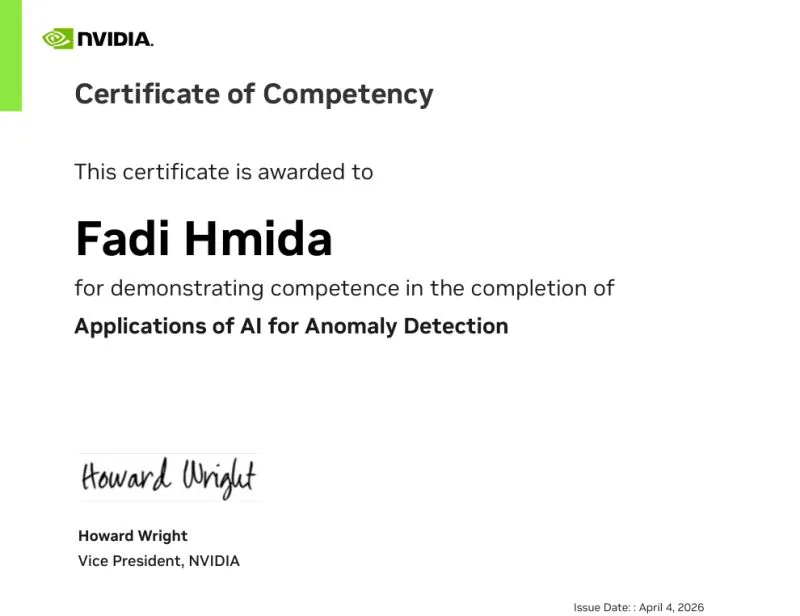 NVIDIA.
Certificate of Competency
This certificate is awarded to
Fadi Hmida
for demonstrating competence in the completion of
Applications of AI for Anomaly Detection
Howard Wright
Howard Wright
Vice President, NVIDIA
Issue Date: : April 4, 2026